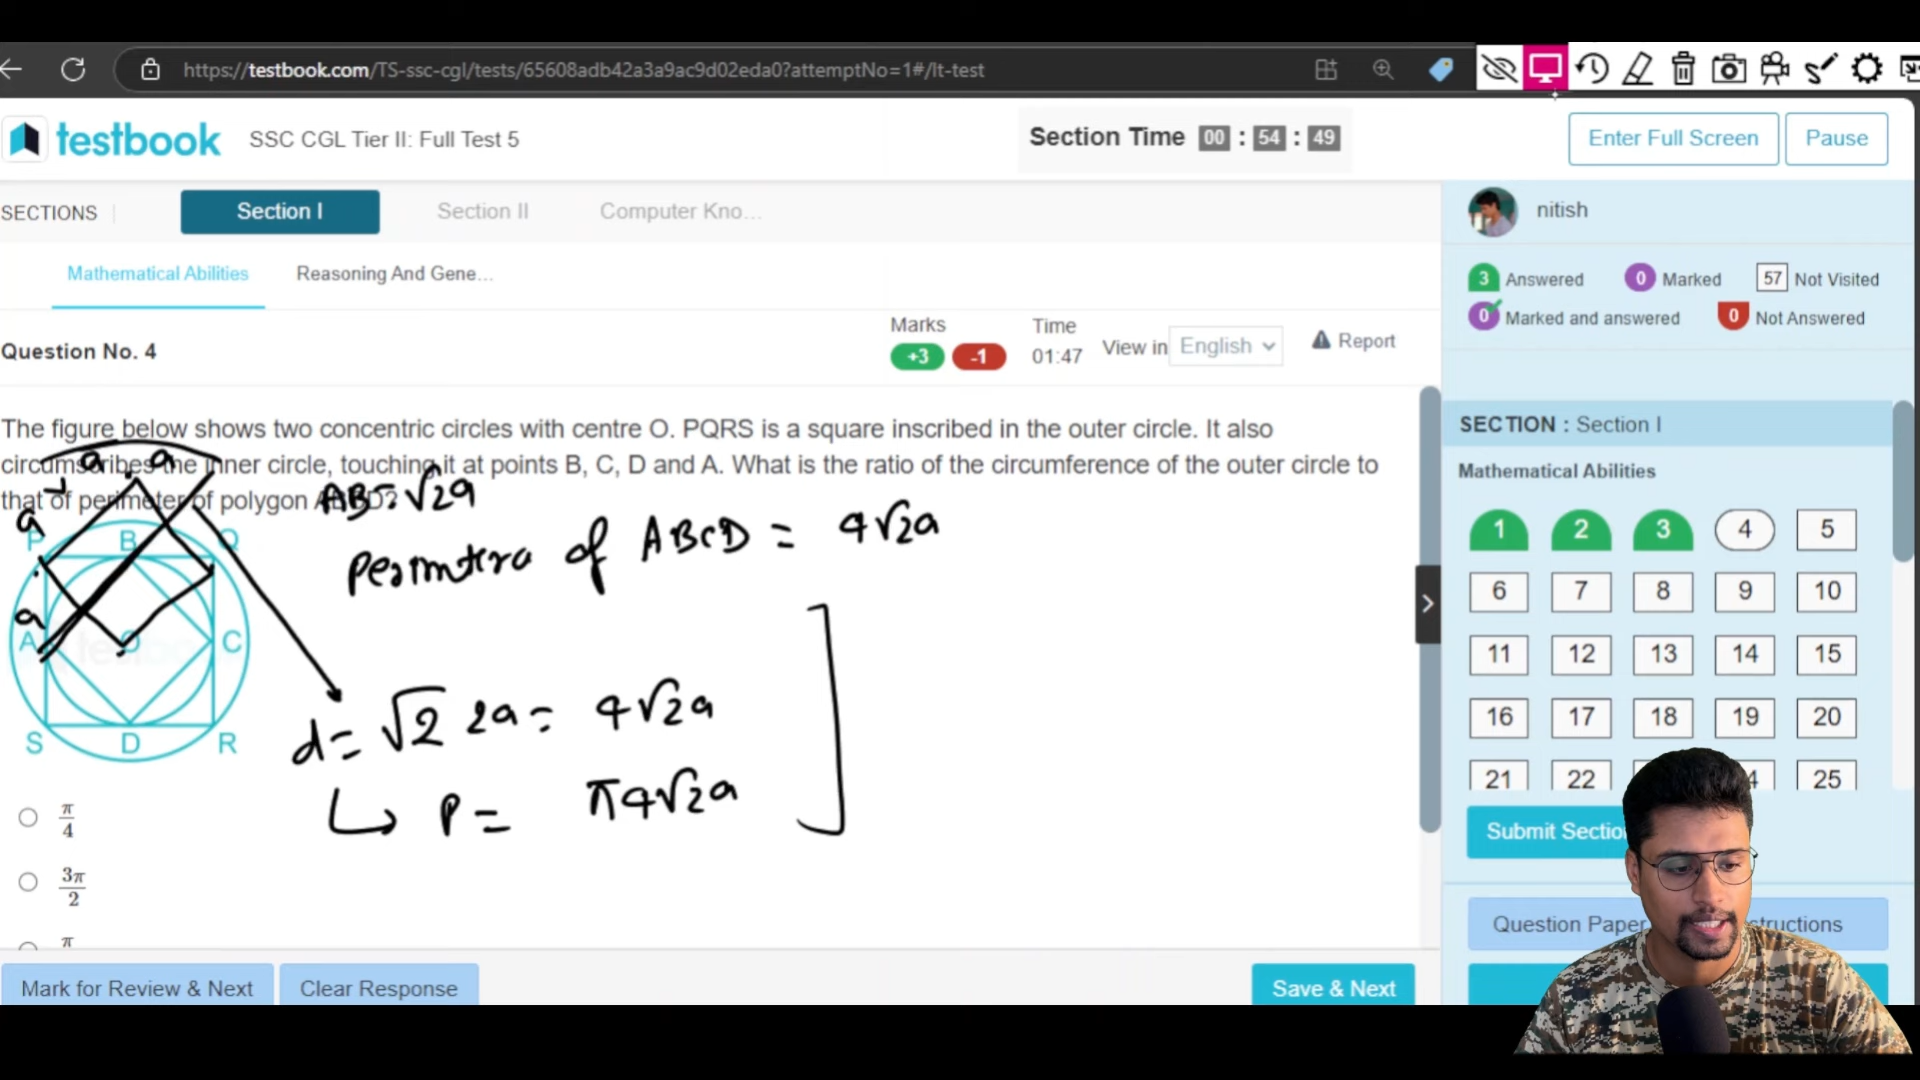 https://testbook.com/TS-ssc-cgl/tests/65608adb42a3a9ac9d02eda0?attemptNo=1#/lt-test
testbook
SSC CGL Tier II: Full Test 5
Section Time 00 : 54 : 49
Enter Full Screen
Pause
SECTIONS
Section I
Section II
Computer Kno...
nitish
Mathematical Abilities
Reasoning And Gene...
3 Answered
0 Marked
57 Not Visited
0 Marked and answered
0 Not Answered
Question No. 4
Marks
+3 -1
Time
01:47
View in English
Report
The figure below shows two concentric circles with centre O. PQRS is a square inscribed in the outer circle. It also
circumscribes the inner circle, touching it at points B, C, D and A. What is the ratio of the circumference of the outer circle to
that of perimeter of polygon ABCD?
a a
a
a
AB=√2a
Perimtera of ABCD = 4√2a
P B Q
A O C
S D R
d= √2 2a = 4√2a
P = π4√2a
π/4
3π/2
π
SECTION : Section I
Mathematical Abilities
1 2 3 4 5
6 7 8 9 10
11 12 13 14 15
16 17 18 19 20
21 22 4 25
Submit Sectio
Question Paper
structions
Mark for Review & Next
Clear Response
Save & Next